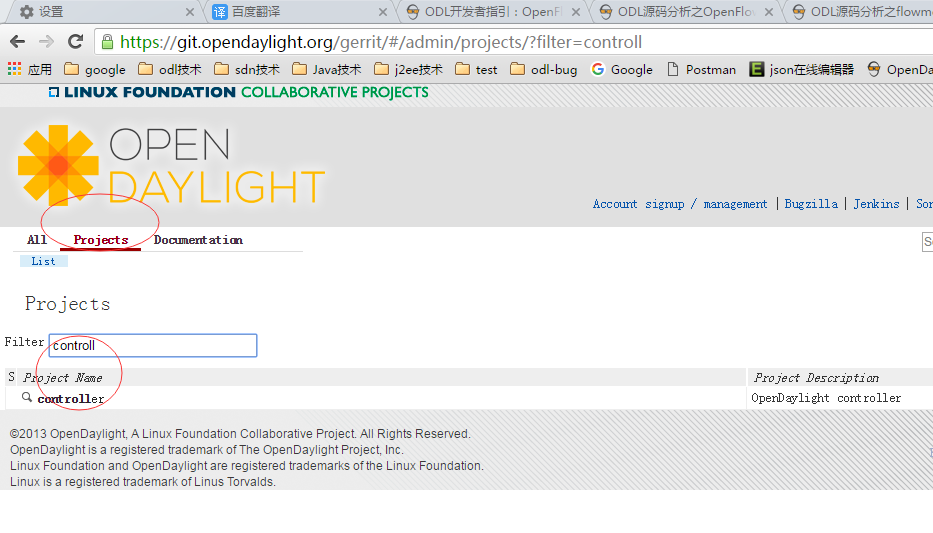 设置 百度翻译 ODL开发者指引：OpenFl ODL源码分析之OpenFlow ODL源码分析之flowm
https://git.opendaylight.org/gerrit/#/admin/projects/?filter=controll
应用 google odl技术 sdn技术 Java技术 j2ee技术 test odl-bug Google Postman json在线编辑器 OpenDa
LINUX FOUNDATION COLLABORATIVE PROJECTS
OPEN
DAYLIGHT
Account signup / management | Bugzilla | Jenkins | Son
All Projects Documentation
List
Projects
Filter controll
S Project Name Project Description
controller OpenDaylight controller
©2013 OpenDaylight, A Linux Foundation Collaborative Project. All Rights Reserved.
OpenDaylight is a registered trademark of The OpenDaylight Project, Inc.
Linux Foundation and OpenDaylight are registered trademarks of the Linux Foundation.
Linux is a registered trademark of Linus Torvalds.